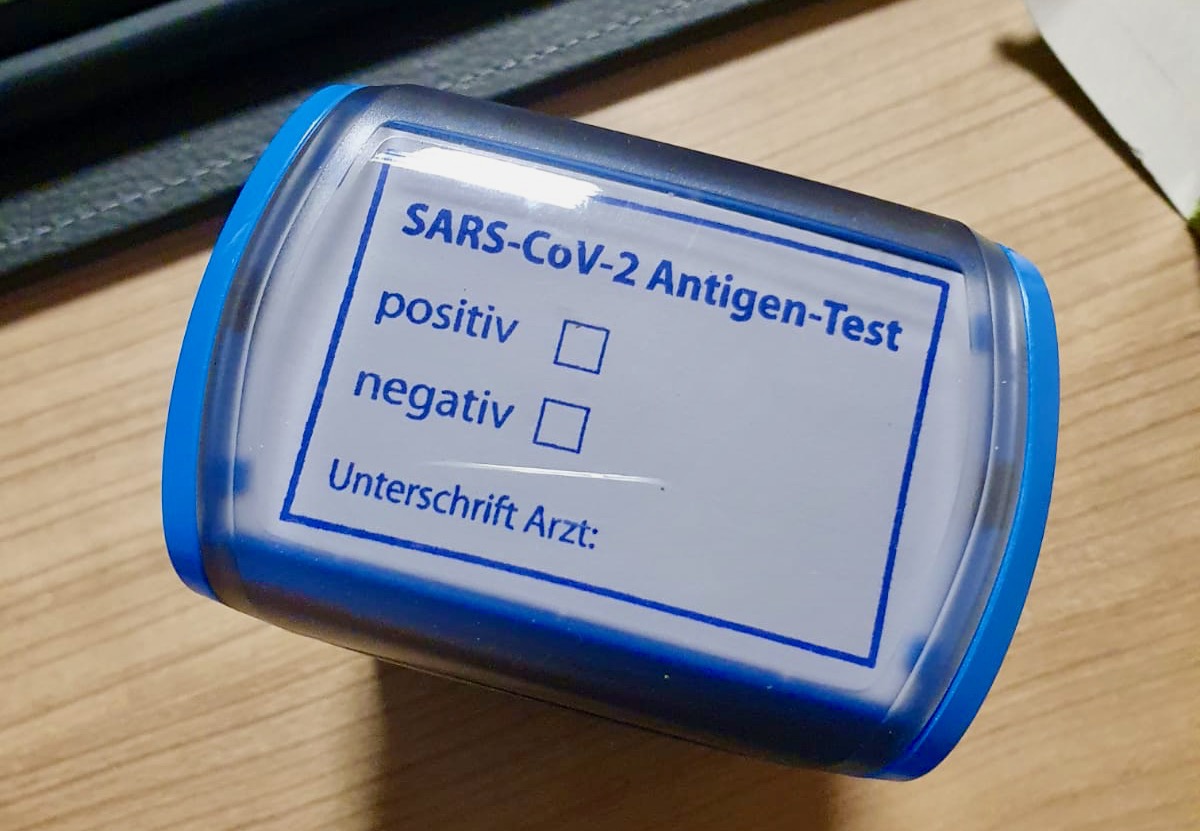 SARS-CoV-2 Antigen-Test
positiv ☐
negativ ☐
Unterschrift Arzt: